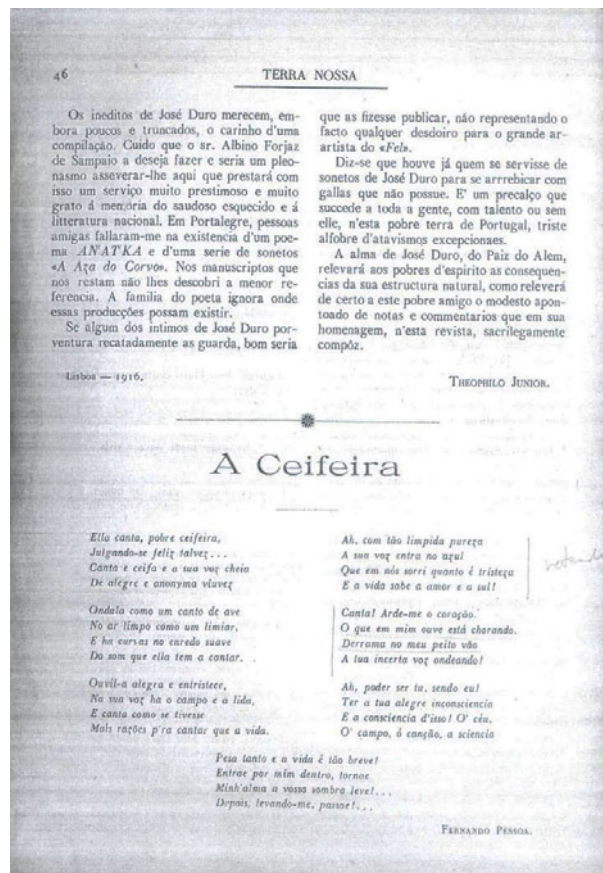 46
TERRA NOSSA
Os ineditos de José Duro merecem, em-
bora poucos e truncados, o carinho d'uma
compilação. Cuido que o sr. Albino Forjaz
de Sampaio a deseja fazer e seria um pleo-
nasmo asseverar-lhe aqui que prestará com
isso um serviço muito prestimoso e muito
grato á memória do saudoso esquecido e á
litteratura nacional. Em Portalegre, pessoas
amigas fallaram-me na existencia d'um poe-
ma ANATKA e d'uma serie de sonetos
«A Aza do Corvo». Nos manuscriptos que
nos restam não lhes descobri a menor re-
ferencia. A familia do poeta ignora onde
essas producções possam existir.
Se algum dos intimos de José Duro por-
ventura recatadamente as guarda, bom seria
que as fizesse publicar, não representando o
facto qualquer desdoiro para o grande ar-
artista do «Fel».
Diz-se que houve já quem se servisse de
sonetos de José Duro para se arrrebicar com
gallas que não possue. E' um precalço que
succede a toda a gente, com talento ou sem
elle, n'esta pobre terra de Portugal, triste
alfobre d'atavismos excepcionaes.
A alma de José Duro, do Paiz do Alem,
relevará aos pobres d'espirito as consequen-
cias da sua estructura natural, como releverá
de certo a este pobre amigo o modesto apon-
toado de notas e commentarios que em sua
homenagem, n'esta revista, sacrilegamente
compôz.
Lisboa — 1916.
THEOPHILO JUNIOR.
A Ceifeira
Ella canta, pobre ceifeira,
Julgando-se feliz talvez...
Canta e ceifa e a sua voz cheia
De alegre e anonyma viuvez
Ondula como um canto de ave
No ar limpo como um limiar,
E ha curvas no enredo suave
Do som que ella tem a cantar.
Ouvil-a alegra e entristece,
Na sua voz ha o campo e a lida,
E canta como se tivesse
Mais razões p'ra cantar que a vida.
Ah, com tão limpida pureza
A sua voz entra no azul
Que em nós sorri quanto é tristeza
E a vida sabe a amor e a sul!
Canta! Arde-me o coração.
O que em mim ouve está chorando.
Derrama no meu peito vão
A tua incerta voz ondeando!
Ah, poder ser tu, sendo eu!
Ter a tua alegre inconsciencia
E a consciencia d'isso! O' céu,
O' campo, ó canção, a sciencia
Pesa tanto e a vida é tão breve!
Entrae por mim dentro, tornae
Minh'alma a vossa sombra leve!...
Depois, levando-me, passae!...
FERNANDO PESSOA.